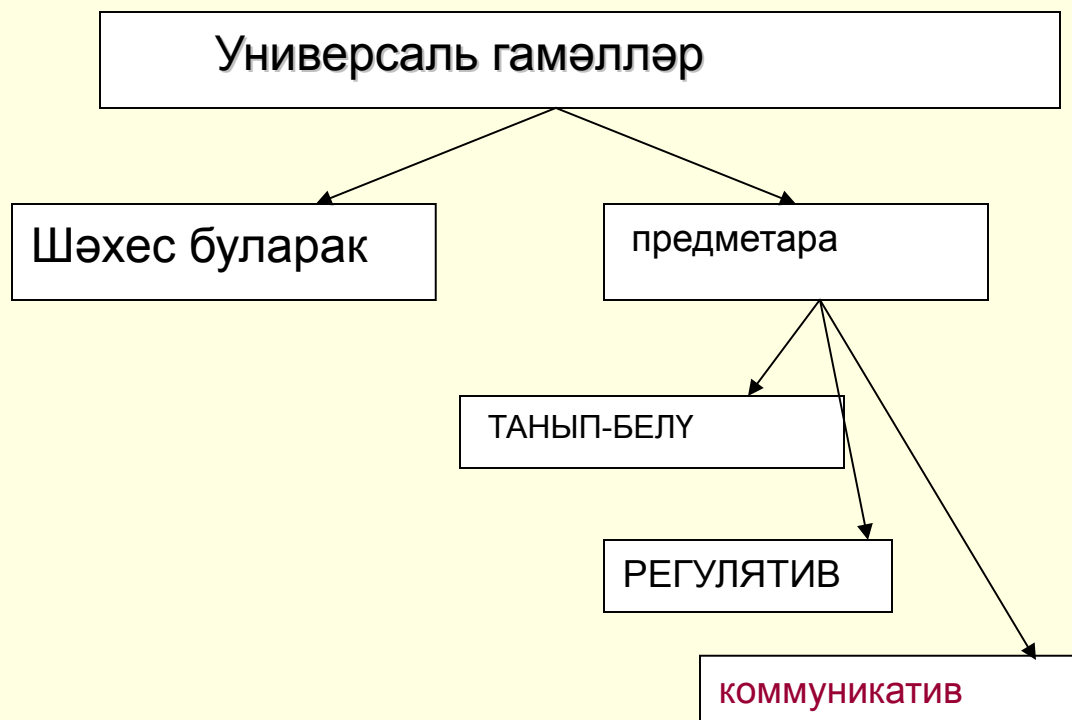 Универсаль гамәлләр
Шәхес буларак
предметара
ТАНЫП-БЕЛҮ
РЕГУЛЯТИВ
коммуникатив